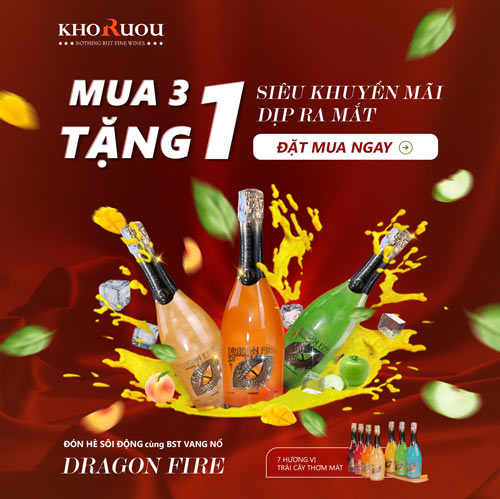 KHORUOU
NOTHING BUT FINE WINES
MUA 3
TẶNG 1
SIÊU KHUYẾN MÃI
DỊP RA MẮT
ĐẶT MUA NGAY
DRAGON FIRE
ĐÓN HÈ SÔI ĐỘNG cùng BST VANG NỔ
DRAGON FIRE
7 HƯƠNG VỊ
TRÁI CÂY THƠM MÁT